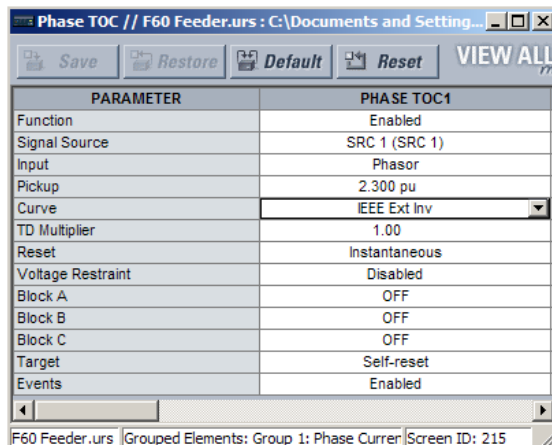 Phase TOC // F60 Feeder.urs : C:\Documents and Setting...
Save Restore Default Reset VIEW ALL
PARAMETER PHASE TOC1
Function Enabled
Signal Source SRC 1 (SRC 1)
Input Phasor
Pickup 2.300 pu
Curve IEEE Ext Inv
TD Multiplier 1.00
Reset Instantaneous
Voltage Restraint Disabled
Block A OFF
Block B OFF
Block C OFF
Target Self-reset
Events Enabled
F60 Feeder.urs Grouped Elements: Group 1: Phase Curren Screen ID: 215